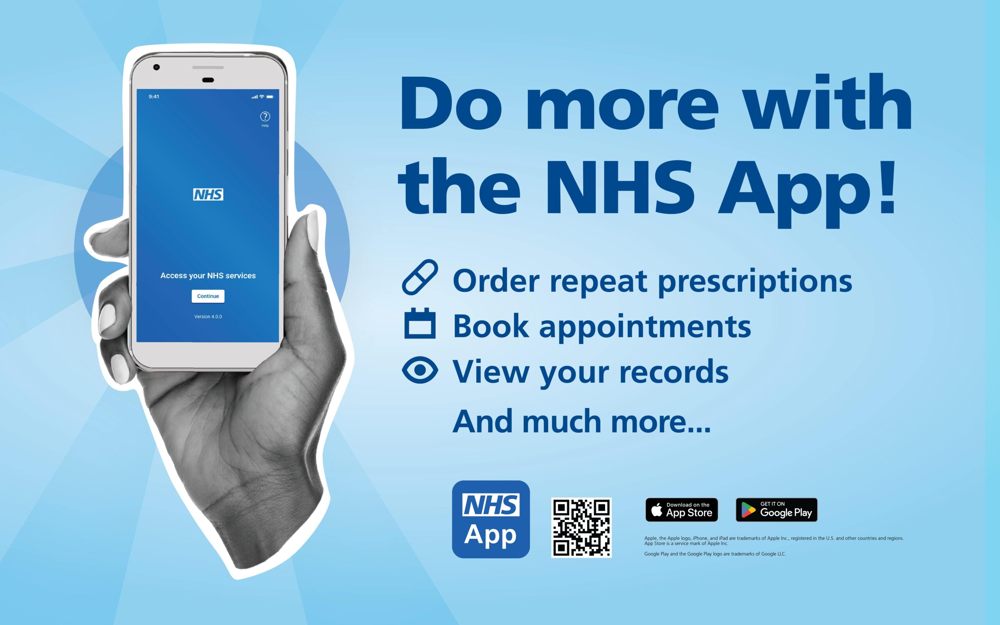 9:41
Help
NHS
Access your NHS services
Continue
Version 4.0.0
Do more with
the NHS App!
Order repeat prescriptions
Book appointments
View your records
And much more...
NHS
App
Download on the
App Store
GET IT ON
Google Play
Apple, the Apple logo, iPhone, and iPad are trademarks of Apple Inc., registered in the U.S. and other countries and regions.
App Store is a service mark of Apple Inc.
Google Play and the Google Play logo are trademarks of Google LLC.